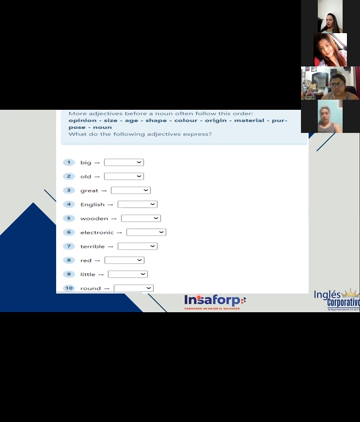 More adjectives before a noun often follow this order:
opinion - size - age - shape - colour - origin - material - pur-
pose - noun
What do the following adjectives express?
1 big →
2 old →
3 great →
4 English →
5 wooden →
6 electronic →
7 terrible →
8 red →
9 little →
10 round →
Insaforp
Inglés
Corporativo